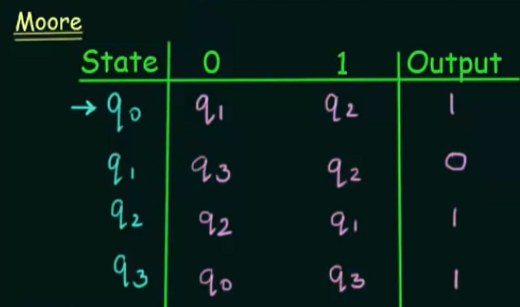 Moore
State 0 1 Output
→ q0 q1 q2 1
q1 q3 q2 0
q2 q2 q1 1
q3 q0 q3 1